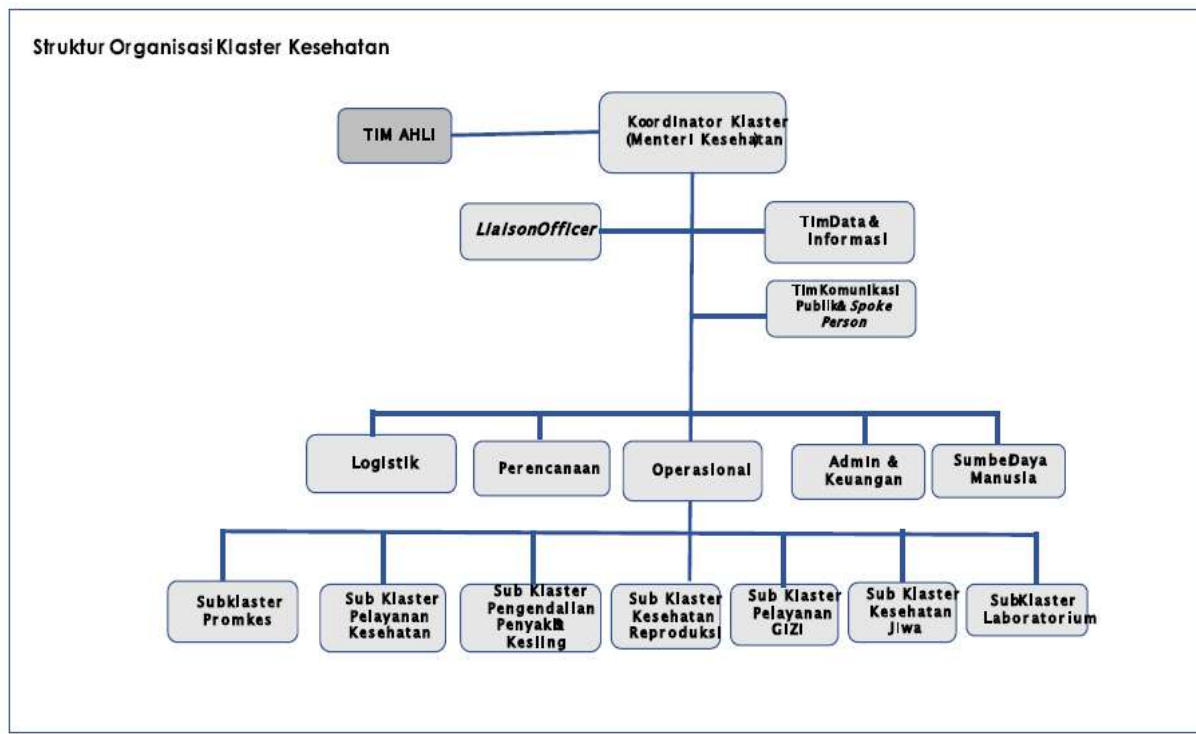 Struktur Organisasi Klaster Kesehatan
TIM AHLI
Koordinator Klaster
(Menteri Kesehatan)
LiaisonOfficer
Tim Data &
Informasi
Tim Komunikasi
Publik & Spoke
Person
Logistik
Perencanaan
Operasional
Admin &
Keuangan
Sumber Daya
Manusia
Subklaster
Promkes
Sub Klaster
Pelayanan
Kesehatan
Sub Klaster
Pengendalian
Penyakit &
Kesling
Sub Klaster
Kesehatan
Reproduksi
Sub Klaster
Pelayanan
GIZI
Sub Klaster
Kesehatan
Jiwa
SubKlaster
Laboratorium